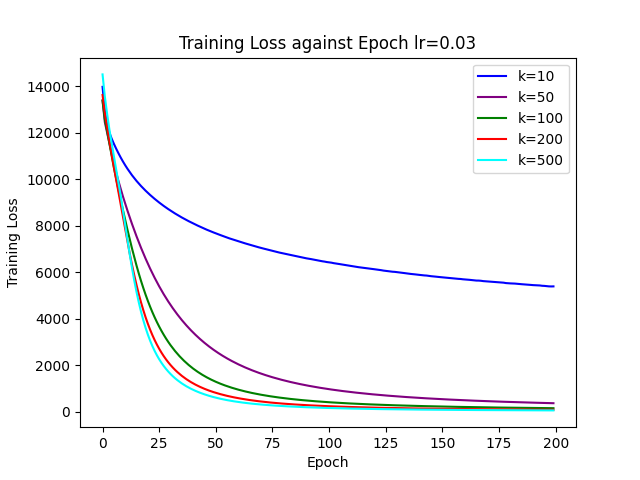 Training Loss against Epoch lr=0.03
k=10
k=50
k=100
k=200
k=500
Training Loss
14000
12000
10000
8000
6000
4000
2000
0
0 25 50 75 100 125 150 175 200
Epoch